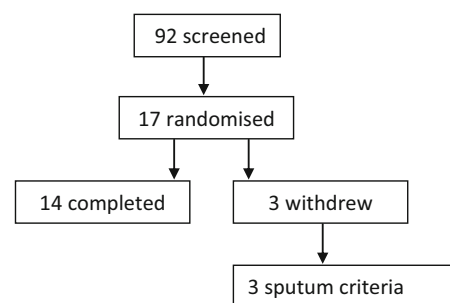 92 screened
17 randomised
14 completed
3 withdrew
3 sputum criteria